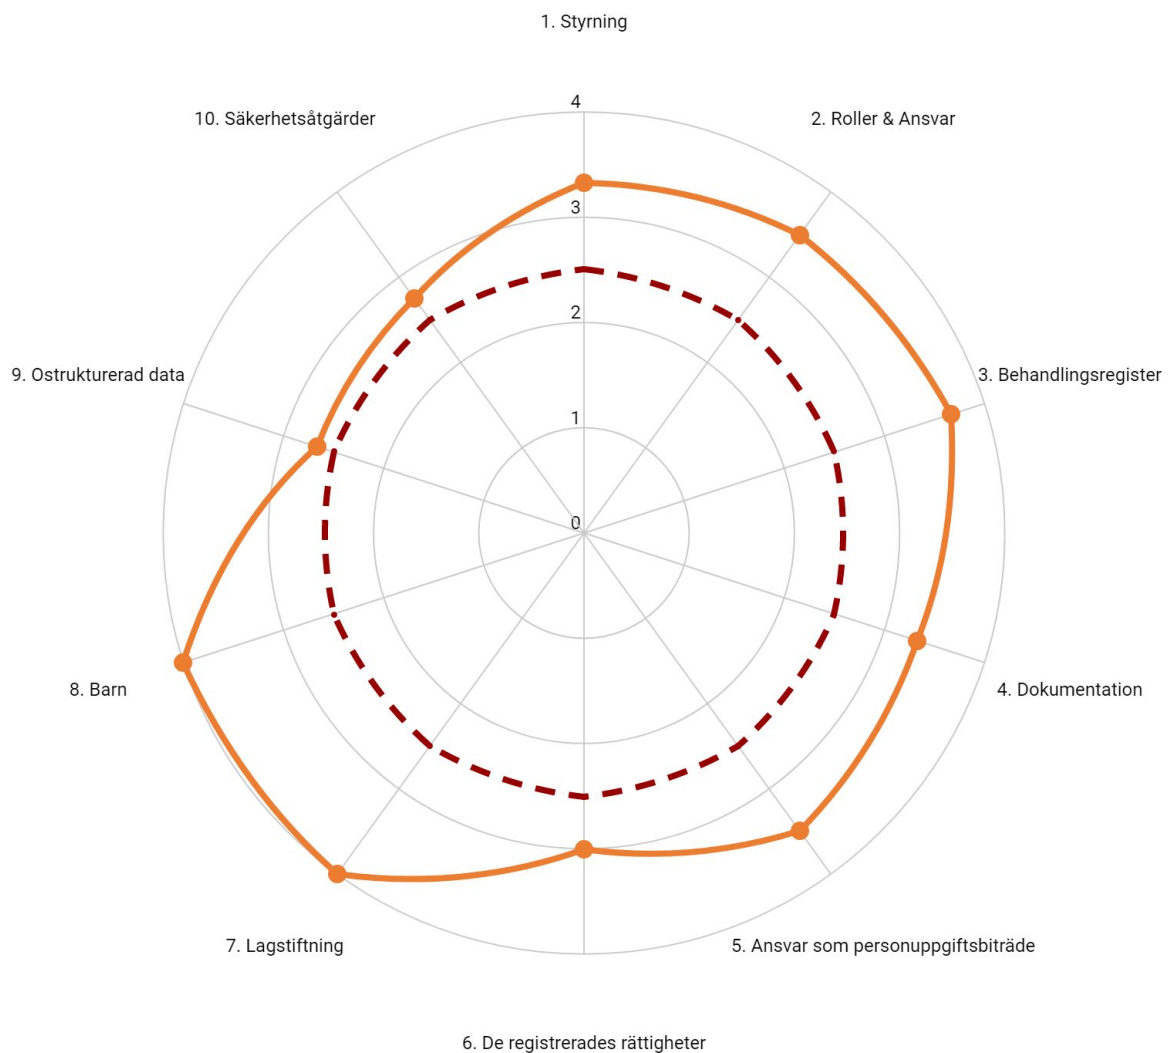 1. Styrning
10. Säkerhetsåtgärder
2. Roller & Ansvar
4
3
2
1
0
9. Ostrukturerad data
3. Behandlingsregister
8. Barn
4. Dokumentation
7. Lagstiftning
5. Ansvar som personuppgiftsbiträde
6. De registrerades rättigheter